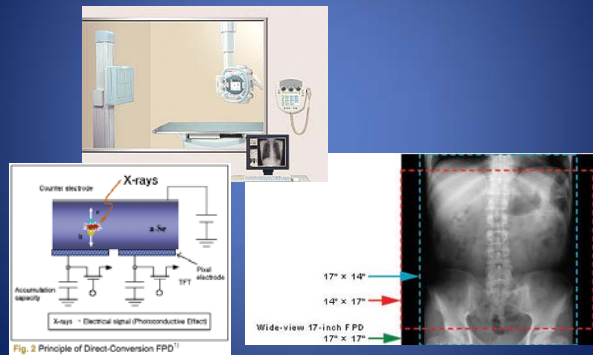 X-rays
Counter electrode
e
h
a-Se
Pixel
electrode
TFT
Accumulation
capacity
X-rays - Electrical signal (Photoconductive Effect)
Fig. 2 Principle of Direct-Conversion FPD
17" × 14"
14" × 17"
Wide-view 17-inch FPD
17" × 17"